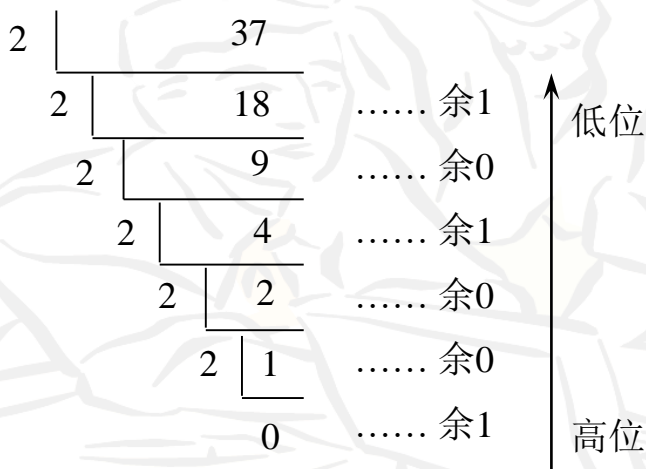 2 37
2 18 …… 余1 低位
2 9 …… 余0
2 4 …… 余1
2 2 …… 余0
2 1 …… 余0
0 …… 余1 高位